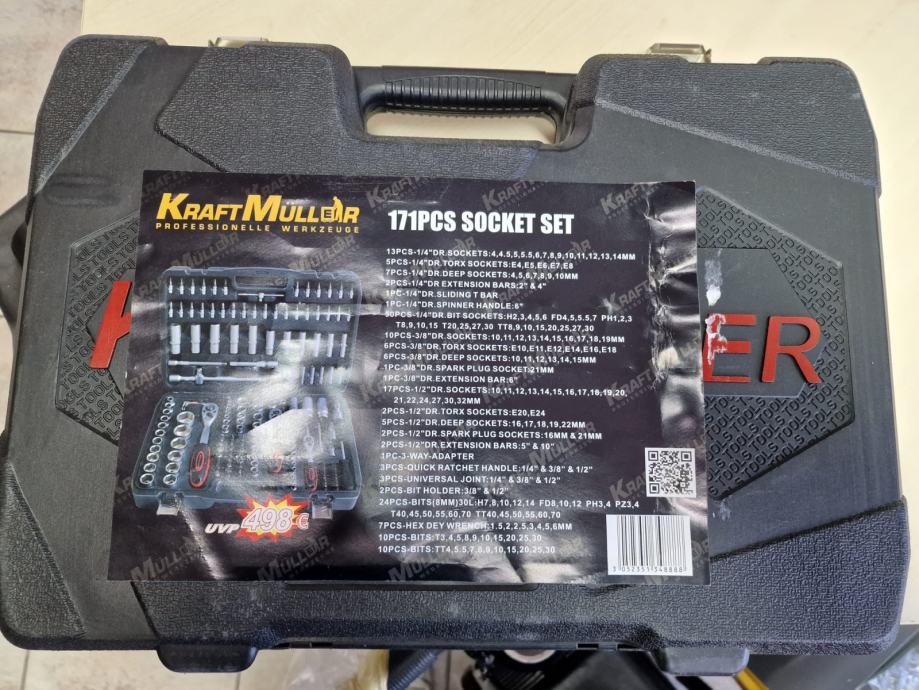 KRAFTMULLER
PROFESSIONELLE WERKZEUGE
171PCS SOCKET SET
13PCS-1/4"DR.SOCKETS:4,4.5,5,5.5,6,7,8,9,10,11,12,13,14MM
5PCS-1/4"DR.TORX SOCKETS:E4,E5,E6,E7,E8
7PCS-1/4"DR.DEEP SOCKETS:4,5,6,7,8,9,10MM
2PCS-1/4"DR EXTENSION BARS:2" & 4"
1PC-1/4"DR.SLIDING T BAR
1PC-1/4"DR.SPINNER HANDLE:6"
50PCS-1/4"DR.BIT SOCKETS:H2,3,4,5,6 FD4,5.5,5,7 PH1,2,3
T8,9,10,15 T20,25,27,30 TT8,9,10,15,20,25,27,30
10PCS-3/8"DR.SOCKETS:10,11,12,13,14,15,16,17,18,19MM
6PCS-3/8"DR.TORX SOCKETS:E10,E11,E12,E14,E16,E18
6PCS-3/8"DR.DEEP SOCKETS:10,11,12,13,14,15MM
1PC-3/8"DR.SPARK PLUG SOCKET:21MM
1PC-3/8"DR.EXTENSION BAR:6"
17PCS-1/2"DR.SOCKETS:10,11,12,13,14,15,16,17,18,19,20,
21,22,24,27,30,32MM
2PCS-1/2"DR.TORX SOCKETS:E20,E24
5PCS-1/2"DR.DEEP SOCKETS:16,17,18,19,22MM
2PCS-1/2"DR.SPARK PLUG SOCKETS:16MM & 21MM
2PCS-1/2"DR.EXTENSION BARS:5" & 10"
1PC-3-WAY-ADAPTER
3PCS-QUICK RATCHET HANDLE:1/4" & 3/8" & 1/2"
3PCS-UNIVERSAL JOINT:1/4" & 3/8" & 1/2"
2PCS-BIT HOLDER:3/8" & 1/2"
24PCS-BITS(8MM)30L:H7,8,10,12,14 FD8,10,12 PH3,4 PZ3,4
T40,45,50,55,60,70 TT40,45,50,55,60,70
7PCS-HEX DEY WRENCH:1.5,2,2.5,3,4,5,6MM
10PCS-BITS:T3,4,5,8,9,10,15,20,25,30
10PCS-BITS:TT4,5,5,7,8,9,10,15,20,25,30
UVP 498 €
3 052351 348888
K ER